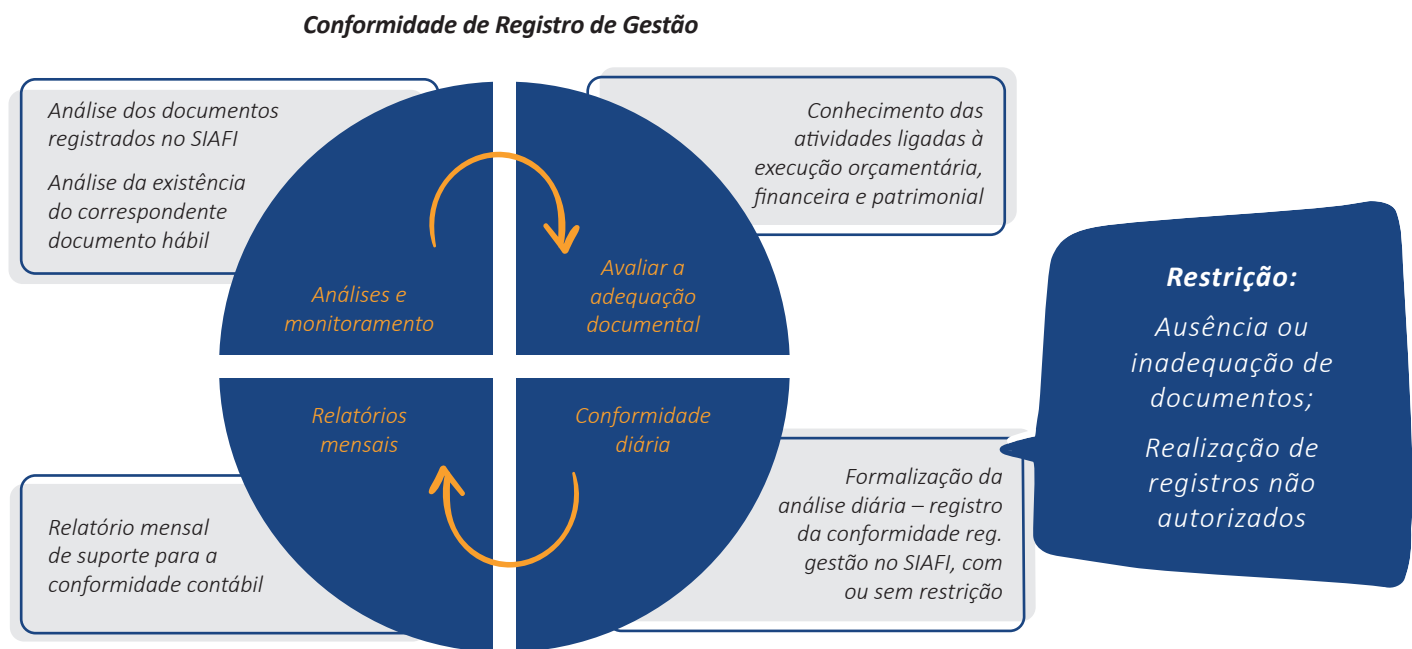 Conformidade de Registro de Gestão
Análise dos documentos
registrados no SIAFI
Análise da existência
do correspondente
documento hábil
Análises e
monitoramento
Conhecimento das
atividades ligadas à
execução orçamentária,
financeira e patrimonial
Avaliar a
adequação
documental
Conformidade
diária
Formalização da
análise diária – registro
da conformidade reg.
gestão no SIAFI, com
ou sem restrição
Restrição:
Ausência ou
inadequação de
documentos;
Realização de
registros não
autorizados
Relatórios
mensais
Relatório mensal
de suporte para a
conformidade contábil